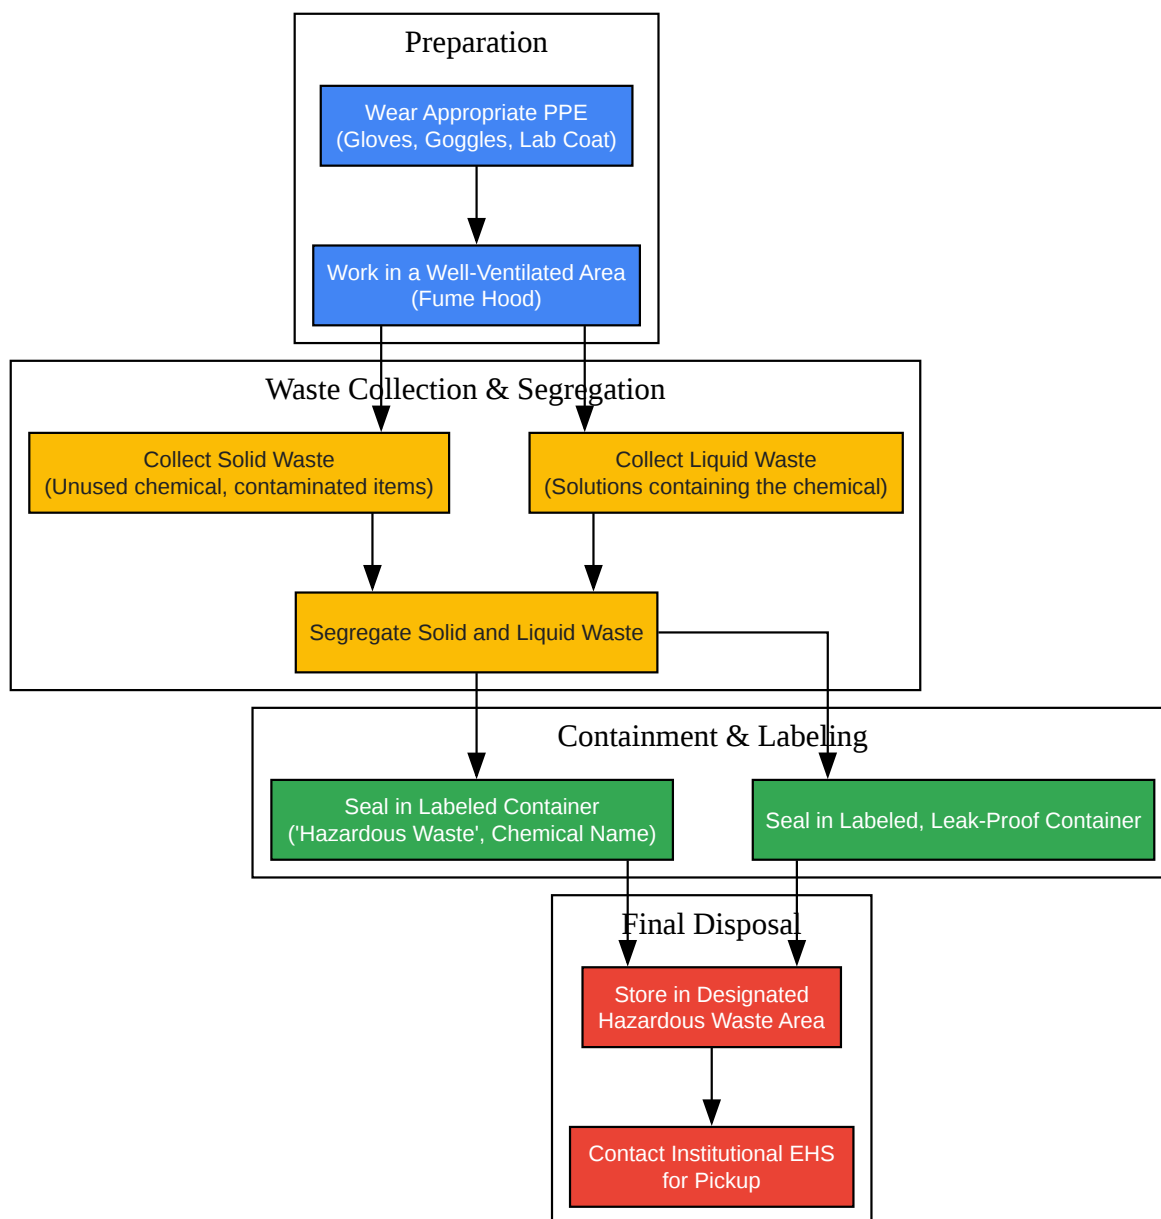 Preparation
Wear Appropriate PPE
(Gloves, Goggles, Lab Coat)
Work in a Well-Ventilated Area
(Fume Hood)
Waste Collection & Segregation
Collect Solid Waste
(Unused chemical, contaminated items)
Collect Liquid Waste
(Solutions containing the chemical)
Segregate Solid and Liquid Waste
Containment & Labeling
Seal in Labeled Container
('Hazardous Waste', Chemical Name)
Seal in Labeled, Leak-Proof Container
Final Disposal
Store in Designated
Hazardous Waste Area
Contact Institutional EHS
for Pickup